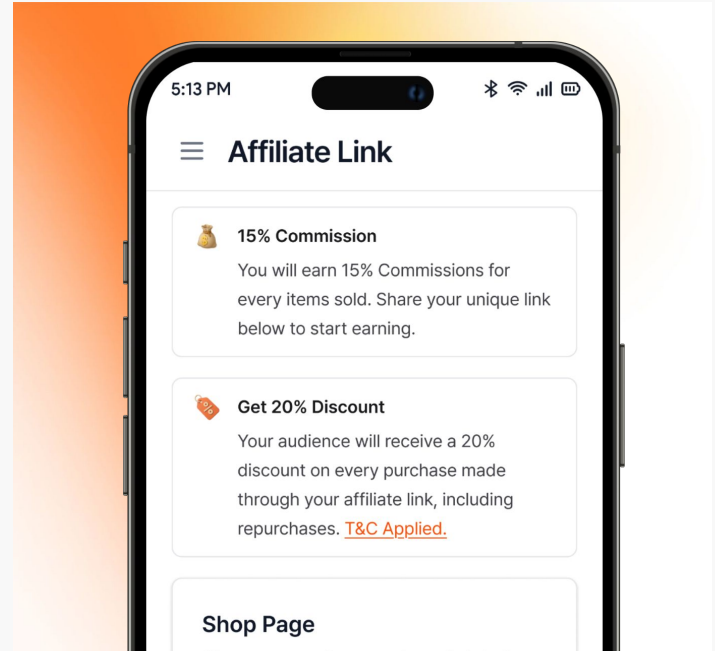 5:13 PM
Affiliate Link
15% Commission
You will earn 15% Commissions for
every items sold. Share your unique link
below to start earning.
Get 20% Discount
Your audience will receive a 20%
discount on every purchase made
through your affiliate link, including
repurchases. T&C Applied.
Shop Page